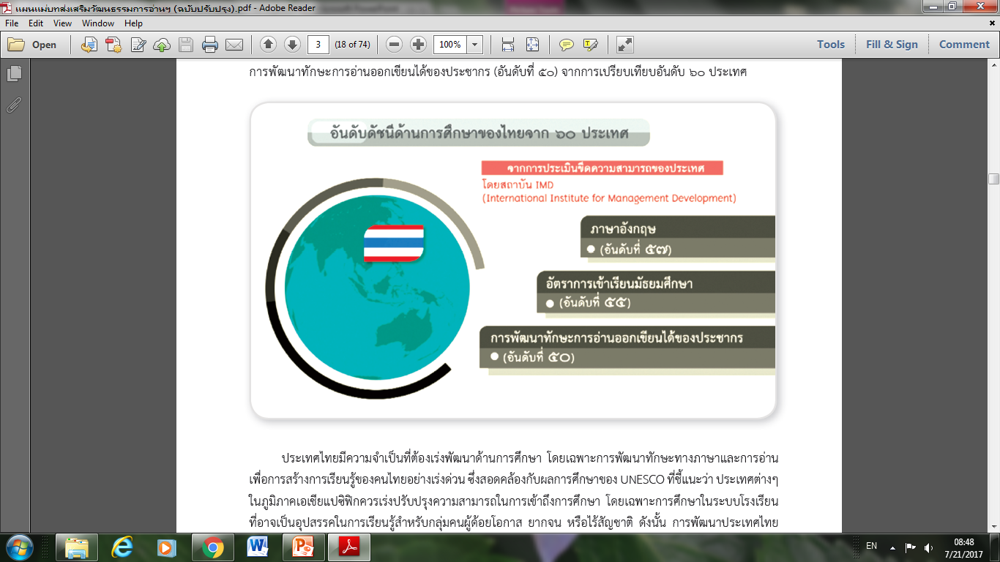 แผนแม่บทส่งเสริมวัฒนธรรมการอ่านฯ (ฉบับปรับปรุง).pdf - Adobe Reader
File Edit View Window Help
Open 3 (18 of 74) 100% Tools Fill & Sign Comment
การพัฒนาทักษะการอ่านออกเขียนได้ของประชากร (อันดับที่ ๕๐) จากการเปรียบเทียบอันดับ ๖๐ ประเทศ
อันดับดัชนีด้านการศึกษาของไทยจาก ๖๐ ประเทศ
จากการประเมินขีดความสามารถของประเทศ
โดยสถาบัน IMD
(International Institute for Management Development)
ภาษาอังกฤษ
(อันดับที่ ๕๗)
อัตราการเข้าเรียนมัธยมศึกษา
(อันดับที่ ๕๕)
การพัฒนาทักษะการอ่านออกเขียนได้ของประชากร
(อันดับที่ ๕๐)
ประเทศไทยมีความจำเป็นที่ต้องเร่งพัฒนาด้านการศึกษา โดยเฉพาะการพัฒนาทักษะทางภาษาและการอ่าน
เพื่อการสร้างการเรียนรู้ของคนไทยอย่างเร่งด่วน ซึ่งสอดคล้องกับผลการศึกษาของ UNESCO ที่ชี้แนะว่า ประเทศต่างๆ
ในภูมิภาคเอเชียแปซิฟิกควรเร่งปรับปรุงความสามารถในการเข้าถึงการศึกษา โดยเฉพาะการศึกษาในระบบโรงเรียน
ที่อาจเป็นอุปสรรคในการเรียนรู้สำหรับกลุ่มคนผู้ด้อยโอกาส ยากจน หรือไร้สัญชาติ ดังนั้น การพัฒนาประเทศไทย
EN 08:48
7/21/2017